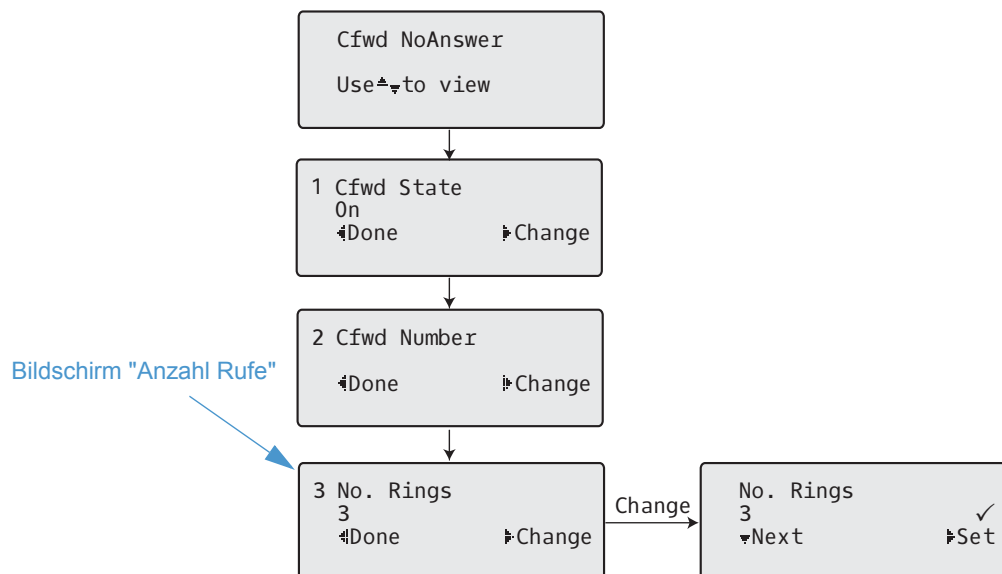 Cfwd NoAnswer
Use▲▼to view
1 Cfwd State
On
◀Done ▶Change
2 Cfwd Number
◀Done ▶Change
Bildschirm "Anzahl Rufe"
3 No. Rings
3
◀Done ▶Change
Change
No. Rings
3 ✓
▼Next ▶Set